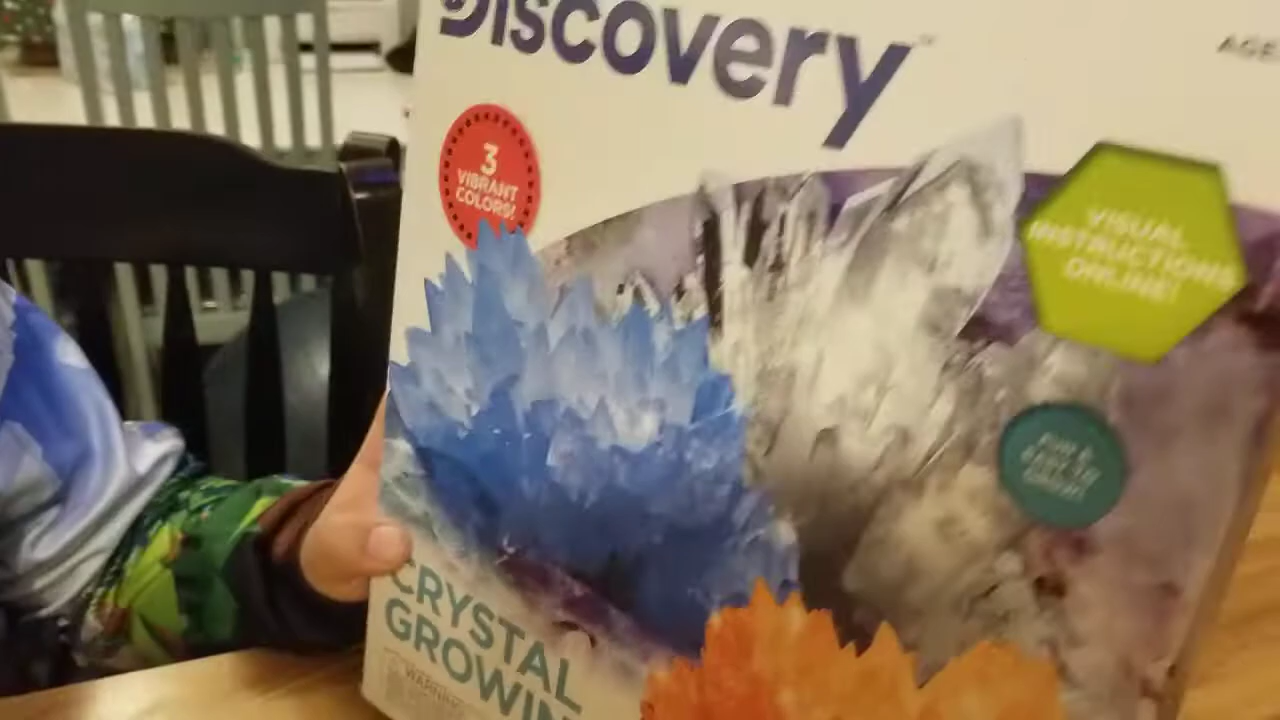 Discovery
AGE
3
VIBRANT
COLORS!
VISUAL
INSTRUCTIONS
ONLINE!
CRYSTAL
GROWIN
WARNING